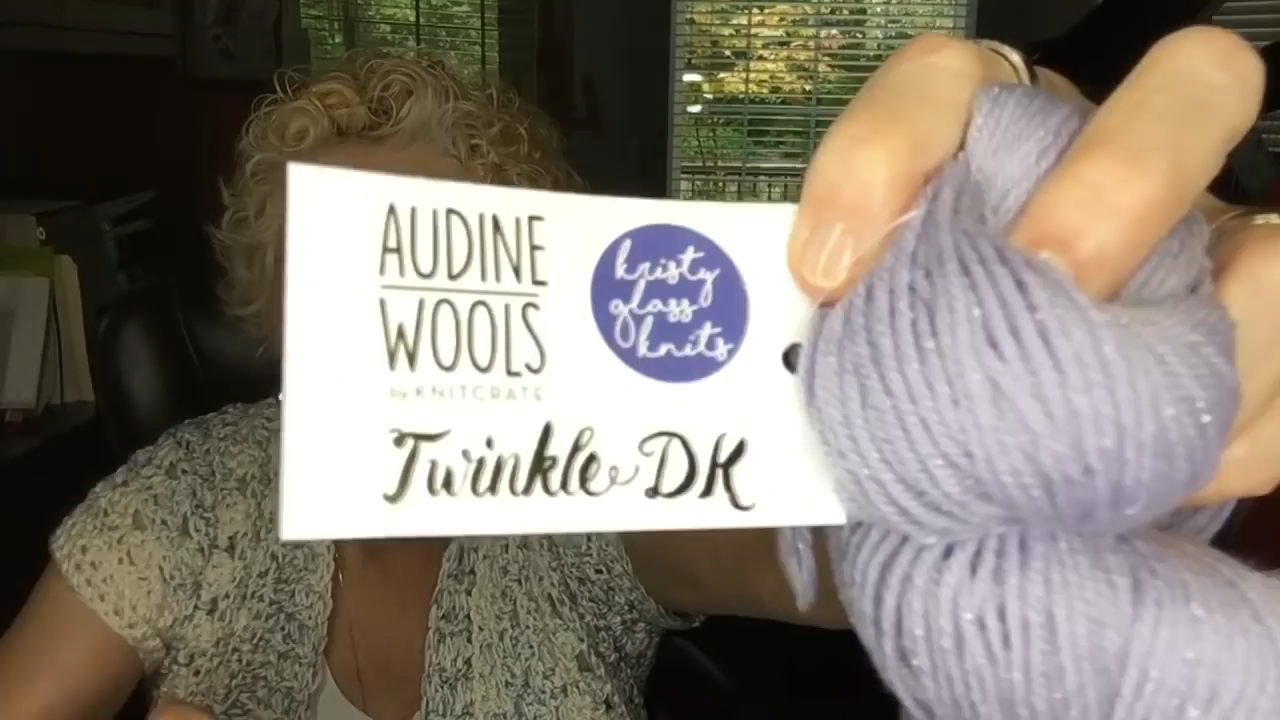 AUDINE
WOOLS
by KNITCRATE
kristy
glass
knits
Twinkle DK